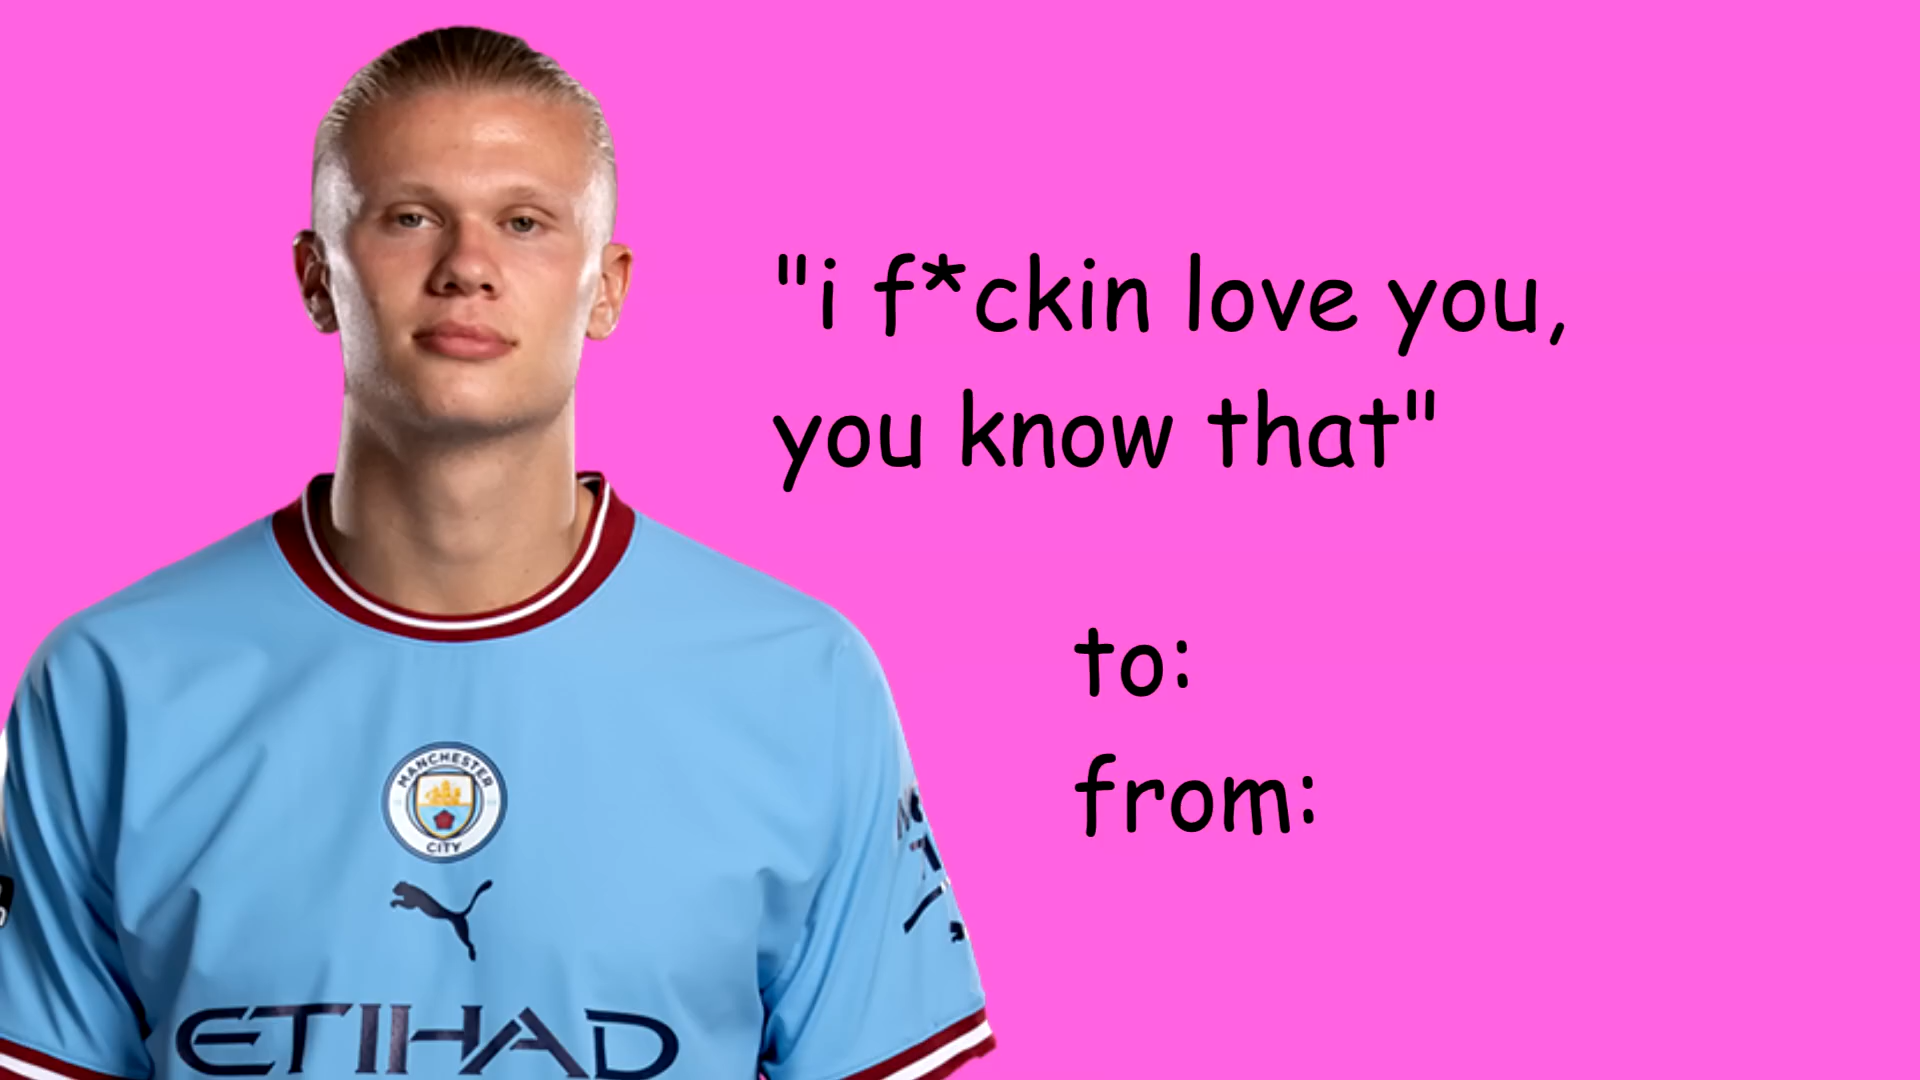 "i f*ckin love you,
you know that"
to:
from:
MANCHESTER
CITY
ETIHAD